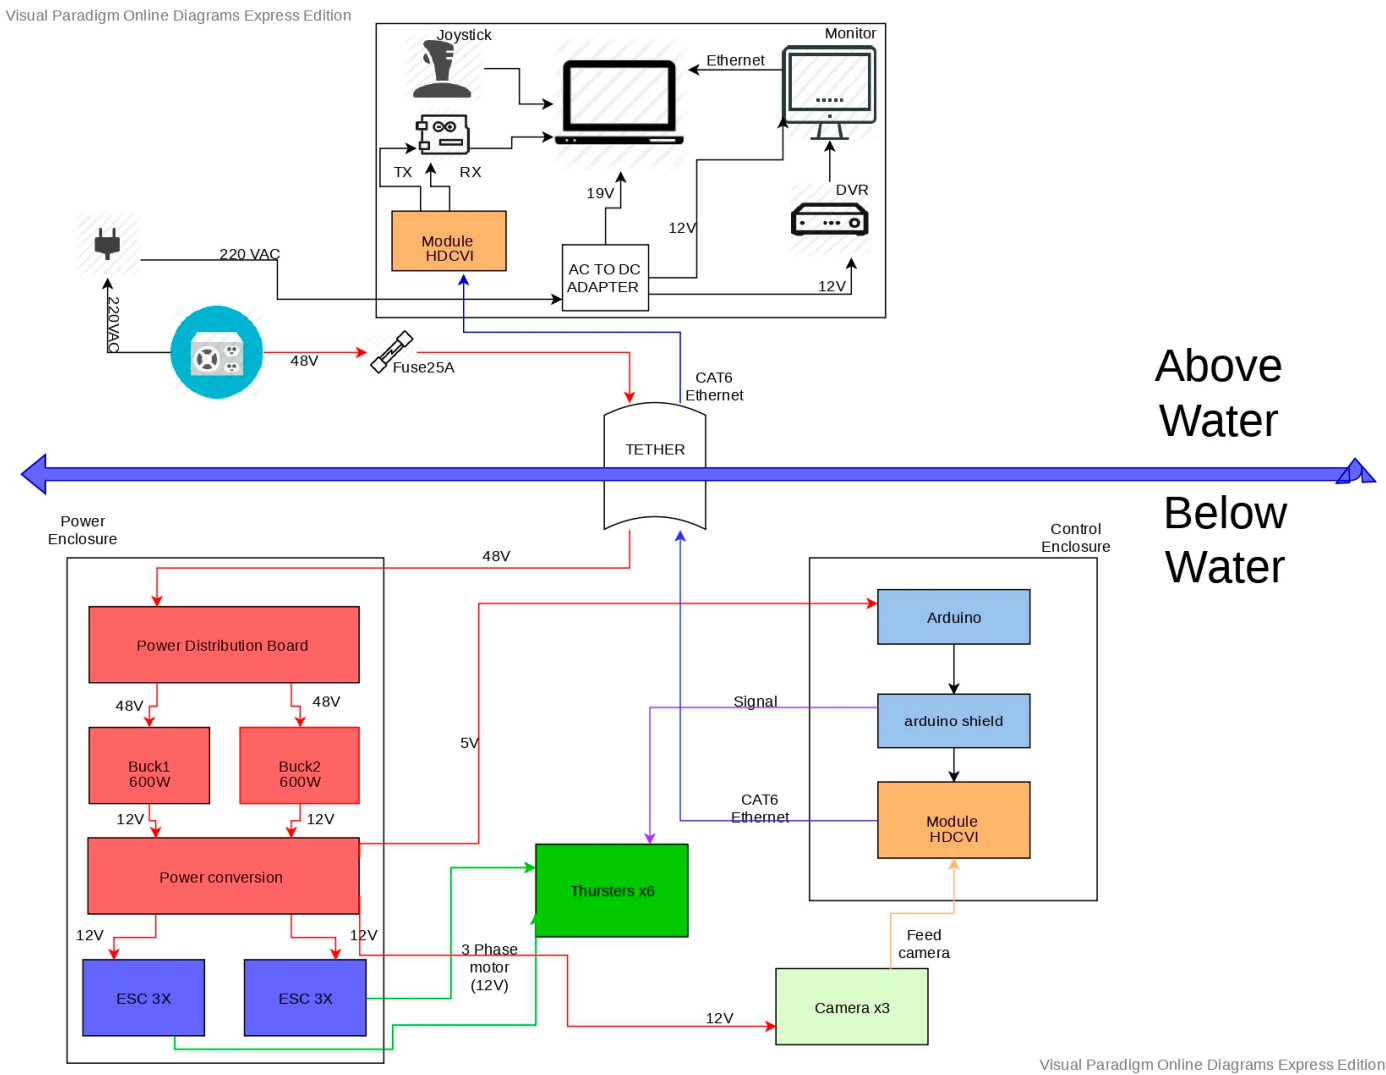 Visual Paradigm Online Diagrams Express Edition
Joystick
Monitor
Ethernet
TX
RX
DVR
19V
Module
HDCVI
12V
AC TO DC
ADAPTER
12V
220 VAC
220VAC
48V
Fuse25A
CAT6
Ethernet
TETHER
Above
Water
Below
Water
Power
Enclosure
Control
Enclosure
48V
Power Distribution Board
48V
48V
Buck1
600W
Buck2
600W
12V
12V
Power conversion
12V
12V
ESC 3X
ESC 3X
5V
Signal
CAT6
Ethernet
Arduino
arduino shield
Module
HDCVI
Thursters x6
3 Phase
motor
(12V)
Feed
camera
12V
Camera x3
Visual Paradigm Online Diagrams Express Edition